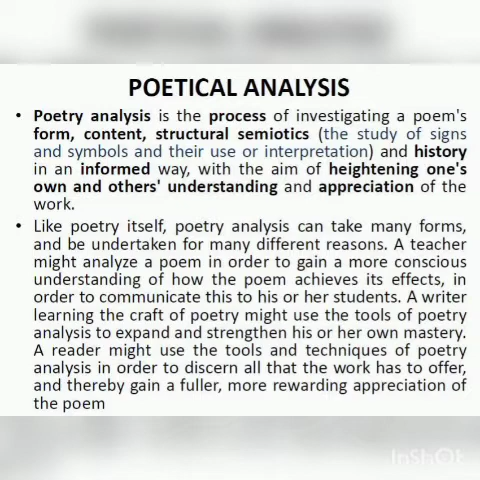 POETICAL ANALYSIS
• Poetry analysis is the process of investigating a poem's
form, content, structural semiotics (the study of signs
and symbols and their use or interpretation) and history
in an informed way, with the aim of heightening one's
own and others' understanding and appreciation of the
work.
• Like poetry itself, poetry analysis can take many forms,
and be undertaken for many different reasons. A teacher
might analyze a poem in order to gain a more conscious
understanding of how the poem achieves its effects, in
order to communicate this to his or her students. A writer
learning the craft of poetry might use the tools of poetry
analysis to expand and strengthen his or her own mastery.
A reader might use the tools and techniques of poetry
analysis in order to discern all that the work has to offer,
and thereby gain a fuller, more rewarding appreciation of
the poem
InShOt